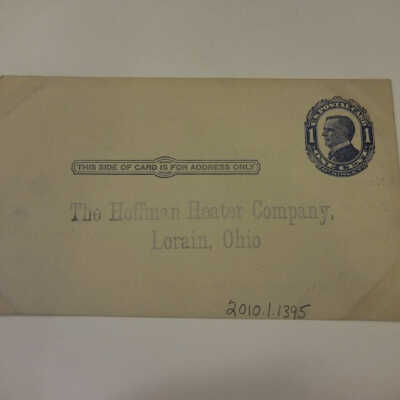 U.S. POSTAL CARD
1 1
THIS SIDE OF CARD IS FOR ADDRESS ONLY
The Hoffman Heater Company,
Lorain, Ohio
2010.1.1395